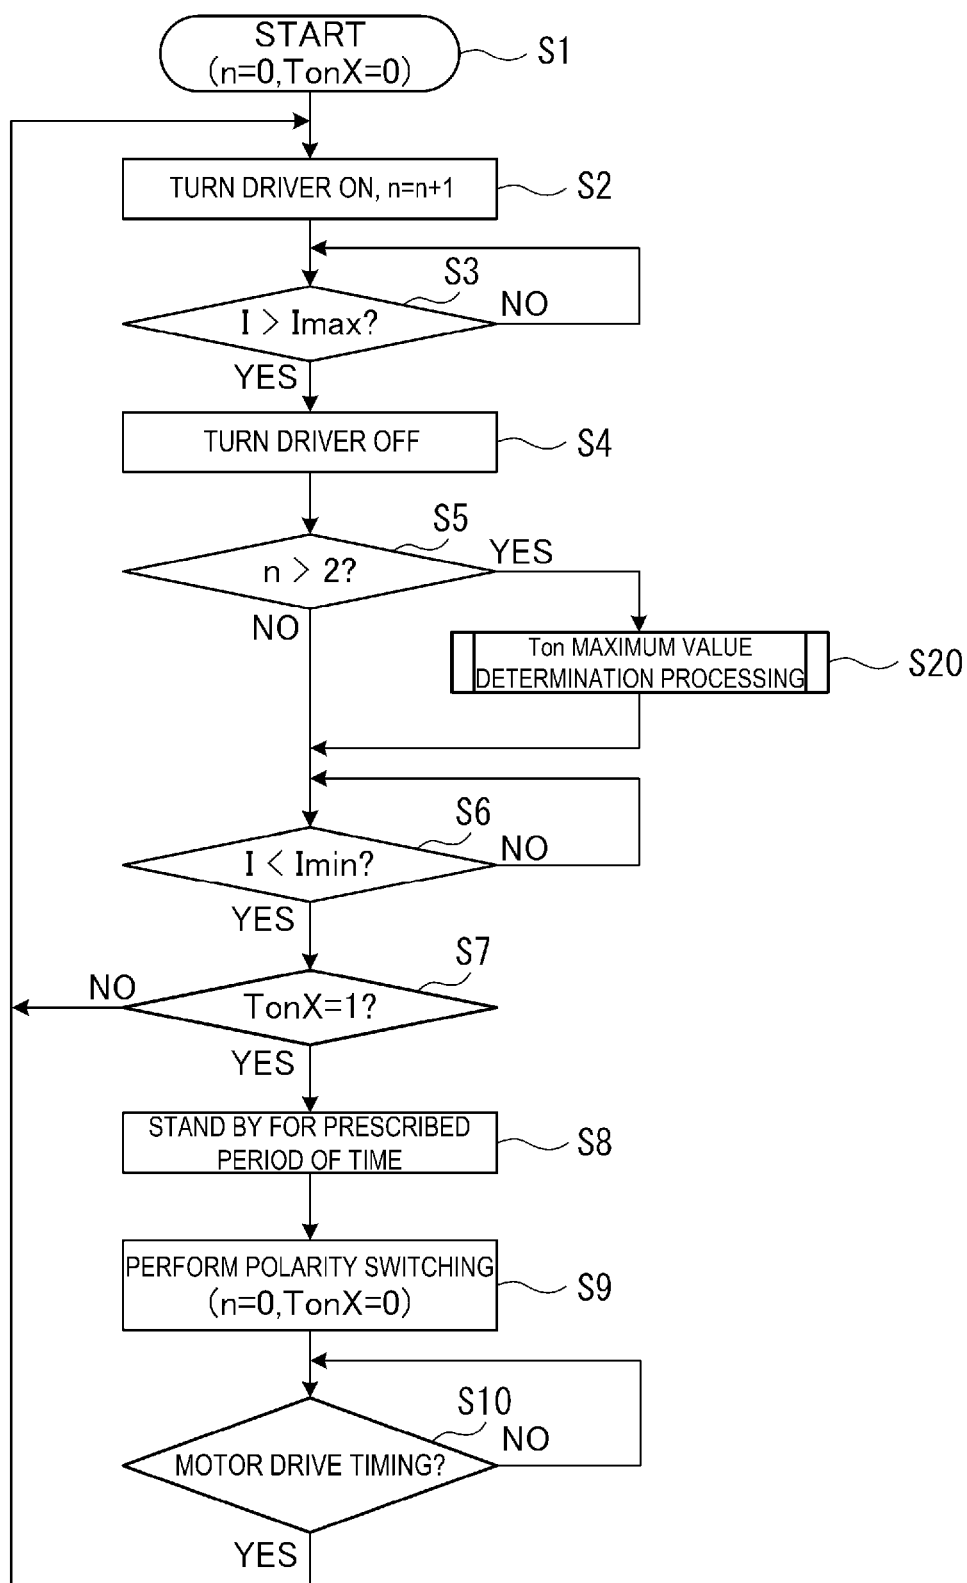 START
(n=0,TonX=0)
S1
TURN DRIVER ON, n=n+1
S2
S3
I > Imax?
NO
YES
TURN DRIVER OFF
S4
S5
n > 2?
YES
NO
Ton MAXIMUM VALUE
DETERMINATION PROCESSING
S20
S6
I < Imin?
NO
YES
S7
NO
TonX=1?
YES
STAND BY FOR PRESCRIBED
PERIOD OF TIME
S8
PERFORM POLARITY SWITCHING
(n=0,TonX=0)
S9
S10
MOTOR DRIVE TIMING?
NO
YES